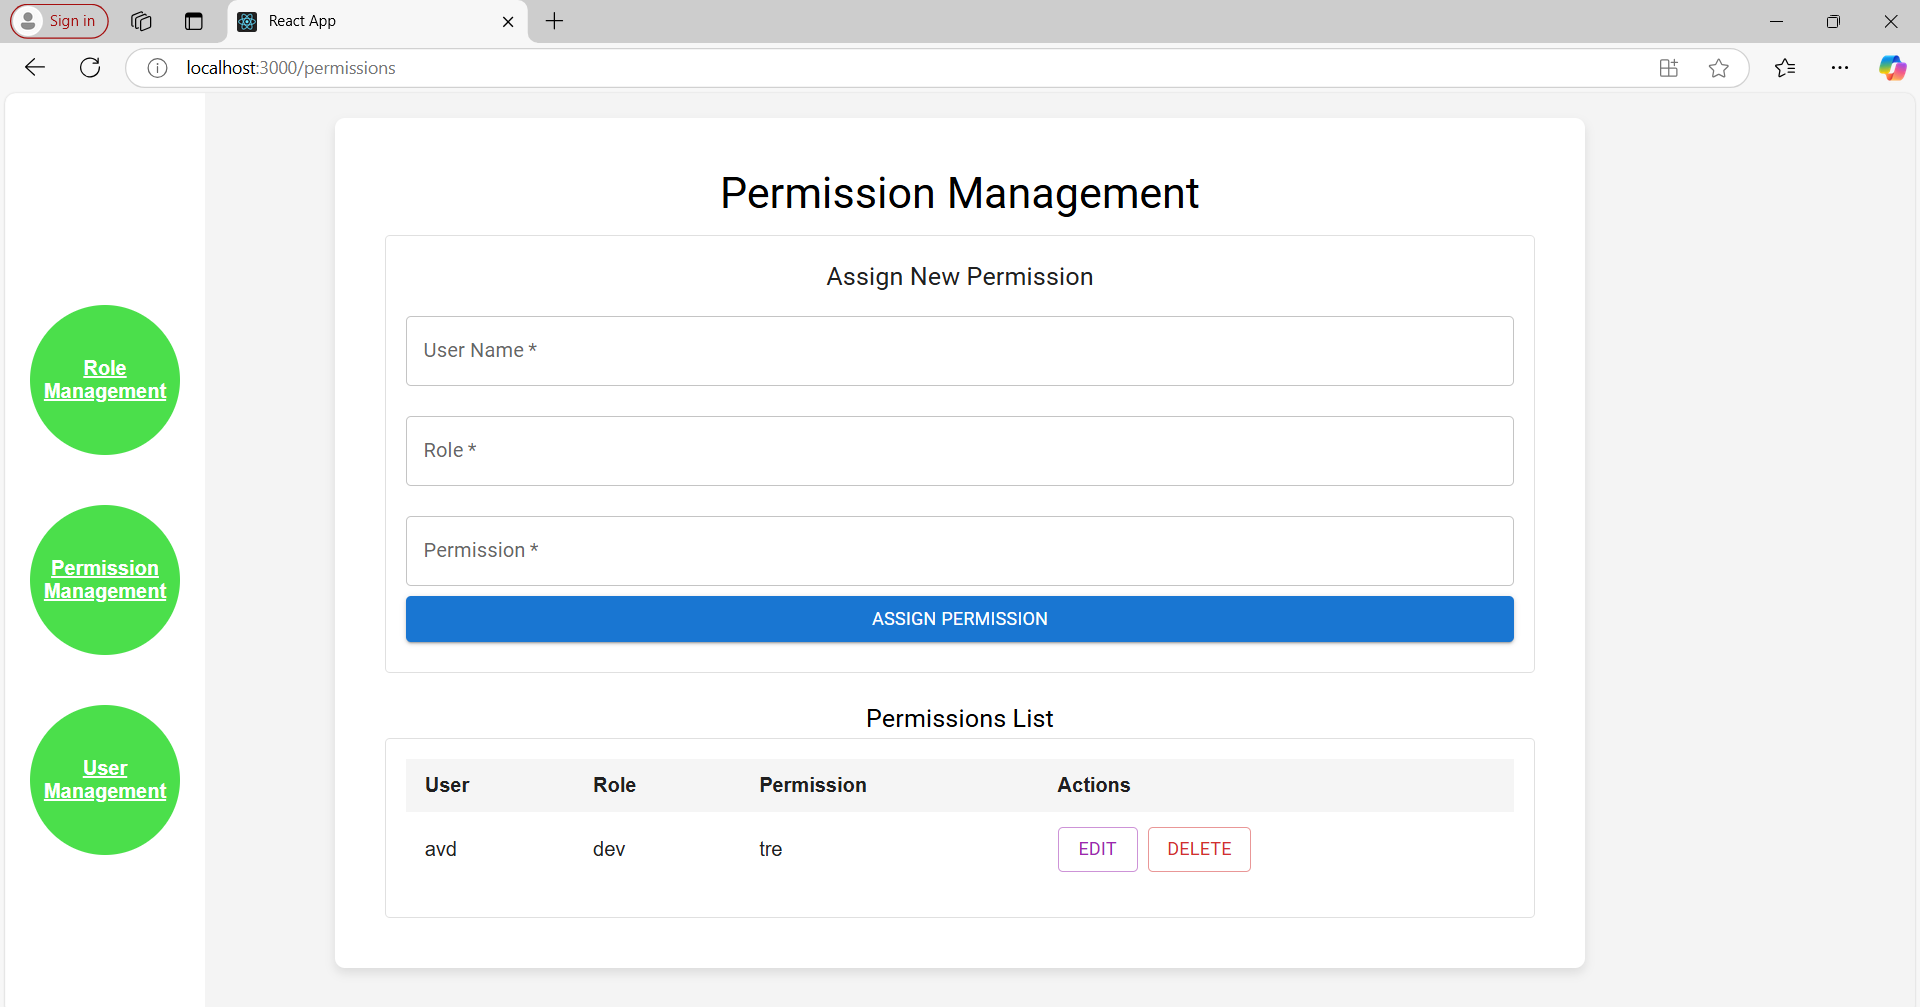 Sign in
React App
localhost:3000/permissions
Role
Management
Permission
Management
User
Management
Permission Management
Assign New Permission
User Name *
Role *
Permission *
ASSIGN PERMISSION
Permissions List
User Role Permission Actions
avd dev tre EDIT DELETE